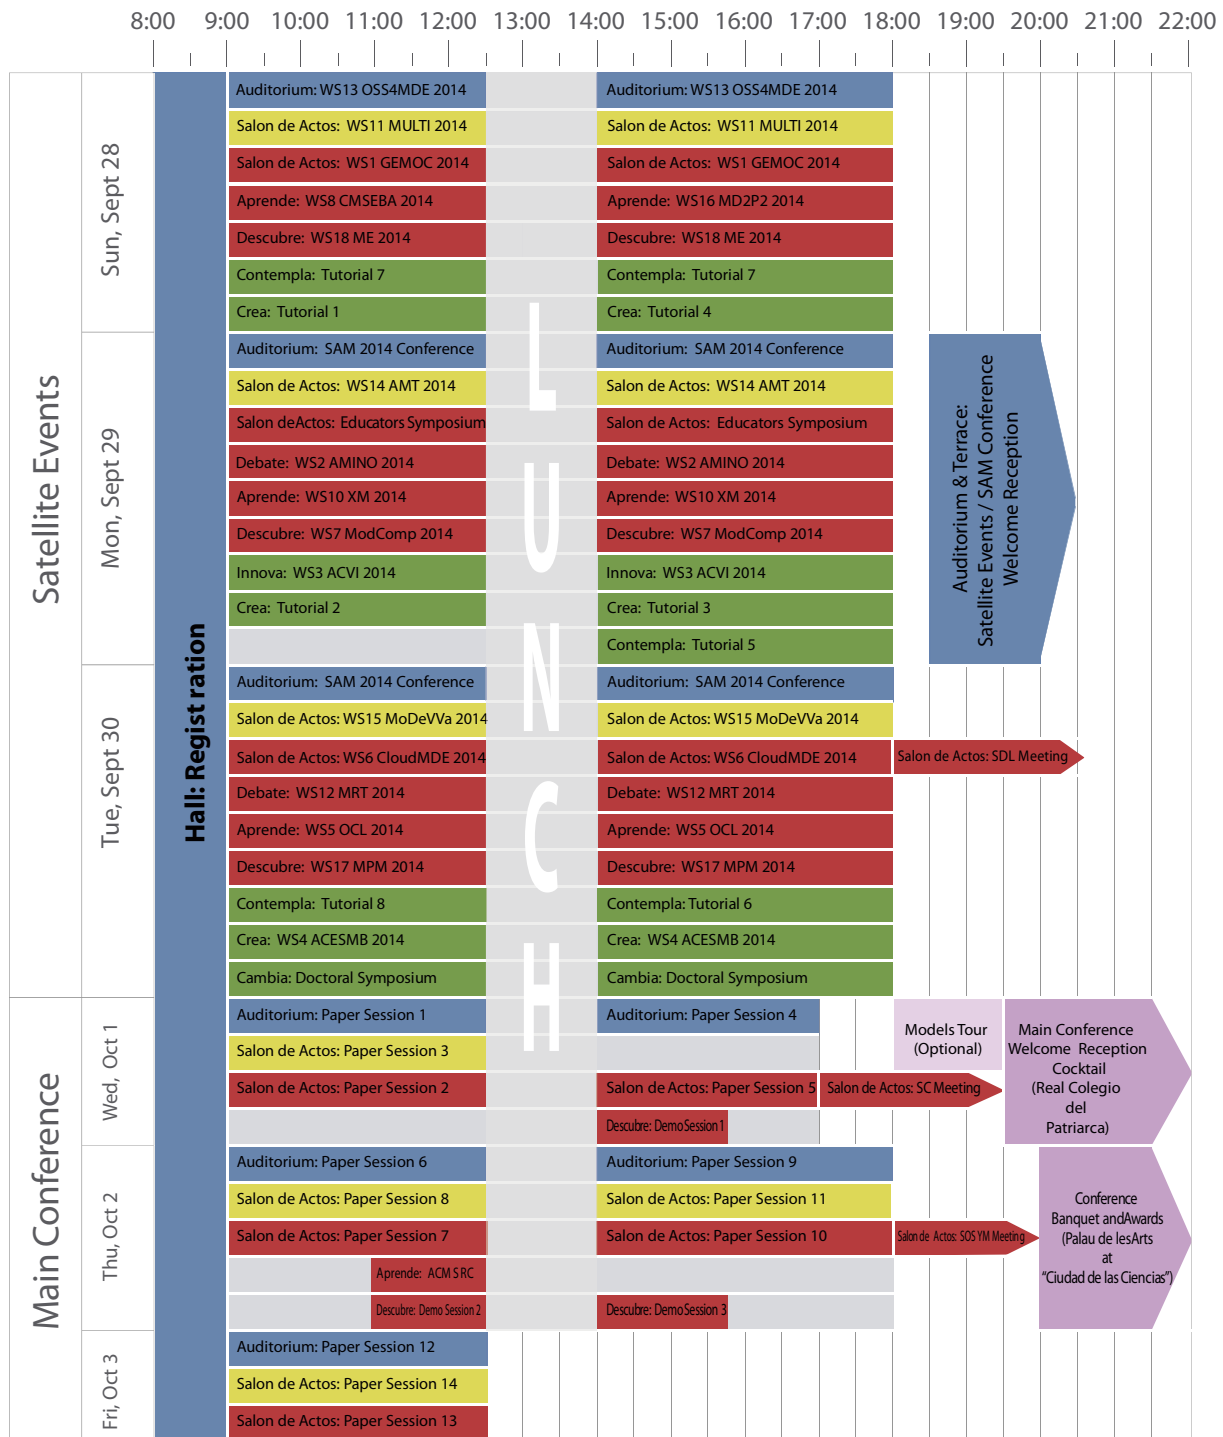 8:00 9:00 10:00 11:00 12:00 13:00 14:00 15:00 16:00 17:00 18:00 19:00 20:00 21:00 22:00
Satellite Events
Sun, Sept 28
Hall: Regist ration
LUNCH
Auditorium: WS13 OSS4MDE 2014 Auditorium: WS13 OSS4MDE 2014
Salon de Actos: WS11 MULTI 2014 Salon de Actos: WS11 MULTI 2014
Salon de Actos: WS1 GEMOC 2014 Salon de Actos: WS1 GEMOC 2014
Aprende: WS8 CMSEBA 2014 Aprende: WS16 MD2P2 2014
Descubre: WS18 ME 2014 Descubre: WS18 ME 2014
Contempla: Tutorial 7 Contempla: Tutorial 7
Crea: Tutorial 1 Crea: Tutorial 4
Mon, Sept 29
Auditorium: SAM 2014 Conference Auditorium: SAM 2014 Conference
Salon de Actos: WS14 AMT 2014 Salon de Actos: WS14 AMT 2014
Salon deActos: Educators Symposium Salon de Actos: Educators Symposium
Debate: WS2 AMINO 2014 Debate: WS2 AMINO 2014
Aprende: WS10 XM 2014 Aprende: WS10 XM 2014
Descubre: WS7 ModComp 2014 Descubre: WS7 ModComp 2014
Innova: WS3 ACVI 2014 Innova: WS3 ACVI 2014
Crea: Tutorial 2 Crea: Tutorial 3
Contempla: Tutorial 5
Auditorium & Terrace:
Satellite Events / SAM Conference
Welcome Reception
Tue, Sept 30
Auditorium: SAM 2014 Conference Auditorium: SAM 2014 Conference
Salon de Actos: WS15 MoDeVVa 2014 Salon de Actos: WS15 MoDeVVa 2014
Salon de Actos: WS6 CloudMDE 2014 Salon de Actos: WS6 CloudMDE 2014 Salon de Actos: SDL Meeting
Debate: WS12 MRT 2014 Debate: WS12 MRT 2014
Aprende: WS5 OCL 2014 Aprende: WS5 OCL 2014
Descubre: WS17 MPM 2014 Descubre: WS17 MPM 2014
Contempla: Tutorial 8 Contempla: Tutorial 6
Crea: WS4 ACESMB 2014 Crea: WS4 ACESMB 2014
Cambia: Doctoral Symposium Cambia: Doctoral Symposium
Main Conference
Wed, Oct 1
Auditorium: Paper Session 1 Auditorium: Paper Session 4
Salon de Actos: Paper Session 3
Salon de Actos: Paper Session 2 Salon de Actos: Paper Session 5 Salon de Actos: SC Meeting
Descubre: Demo Session 1
Models Tour
(Optional)
Main Conference
Welcome Reception
Cocktail
(Real Colegio
del
Patriarca)
Thu, Oct 2
Auditorium: Paper Session 6 Auditorium: Paper Session 9
Salon de Actos: Paper Session 8 Salon de Actos: Paper Session 11
Salon de Actos: Paper Session 7 Salon de Actos: Paper Session 10 Salon de Actos: SOS YM Meeting
Aprende: ACM S RC
Descubre: Demo Session 2 Descubre: Demo Session 3
Conference
Banquet andAwards
(Palau de lesArts
at
“Ciudad de las Ciencias”)
Fri, Oct 3
Auditorium: Paper Session 12
Salon de Actos: Paper Session 14
Salon de Actos: Paper Session 13